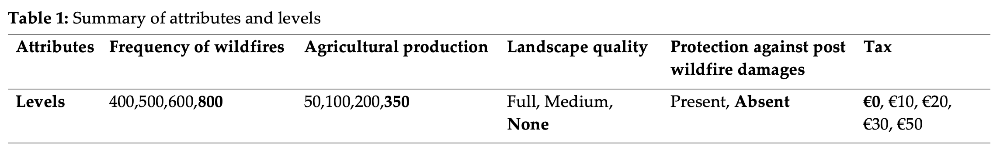 Table 1: Summary of attributes and levels
Attributes Frequency of wildfires Agricultural production Landscape quality Protection against post Tax
wildfire damages
Levels 400,500,600,800 50,100,200,350 Full, Medium, Present, Absent €0, €10, €20,
None €30, €50